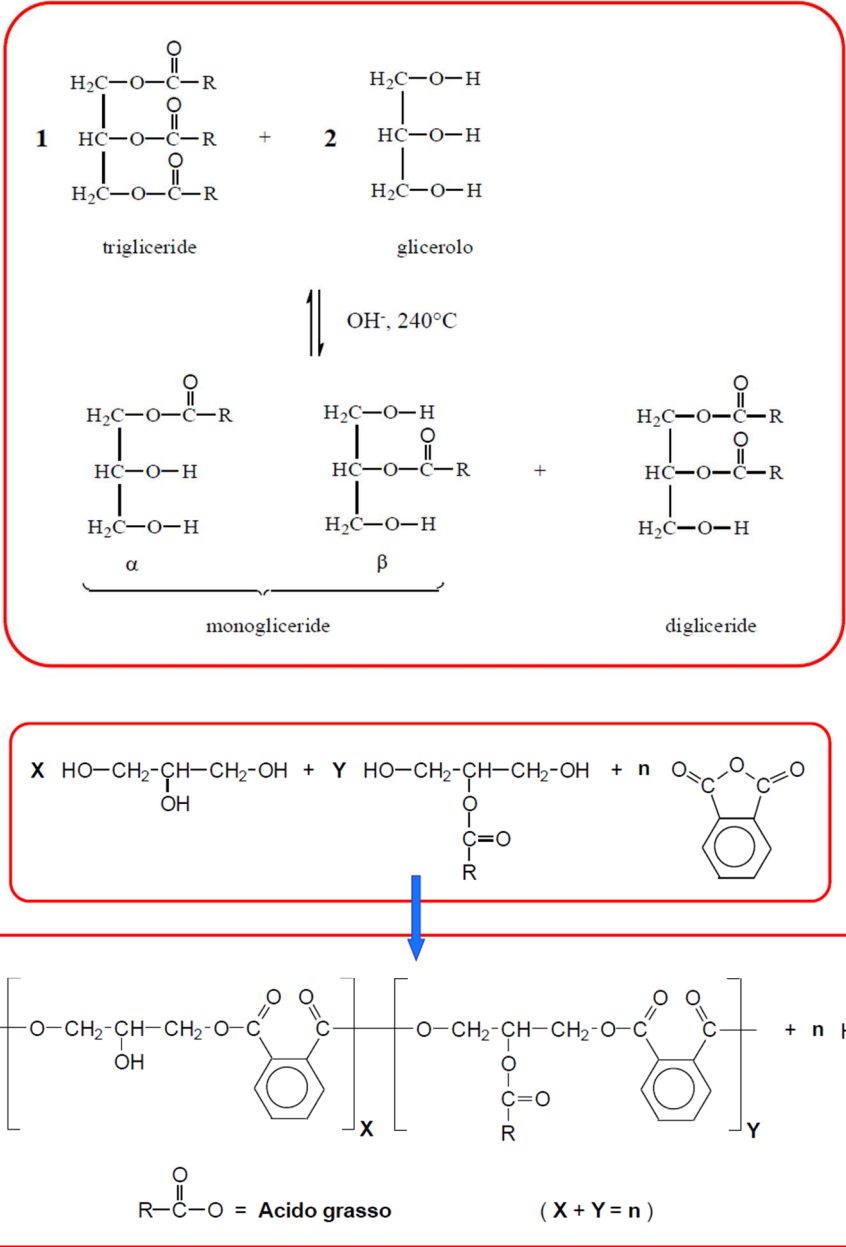 O O
H₂C—O—C—R H₂C—O—H
O
1 HC—O—C—R + 2 HC—O—H
O
H₂C—O—C—R H₂C—O—H
trigliceride glicerolo
OH⁻, 240°C
O O
H₂C—O—C—R H₂C—O—H H₂C—O—C—R
O O
HC—O—H HC—O—C—R + HC—O—C—R
H₂C—O—H H₂C—O—H H₂C—O—H
α β
monogliceride digliceride
X HO—CH₂-CH—CH₂-OH + Y HO—CH₂-CH—CH₂-OH + n O O O
OH O C C
C=O
R
O O O O
O—CH₂-CH—CH₂-O—C C O—CH₂-CH—CH₂-O—C C + n H
OH O
C=O
R
X Y
O
R—C—O = Acido grasso ( X + Y = n )